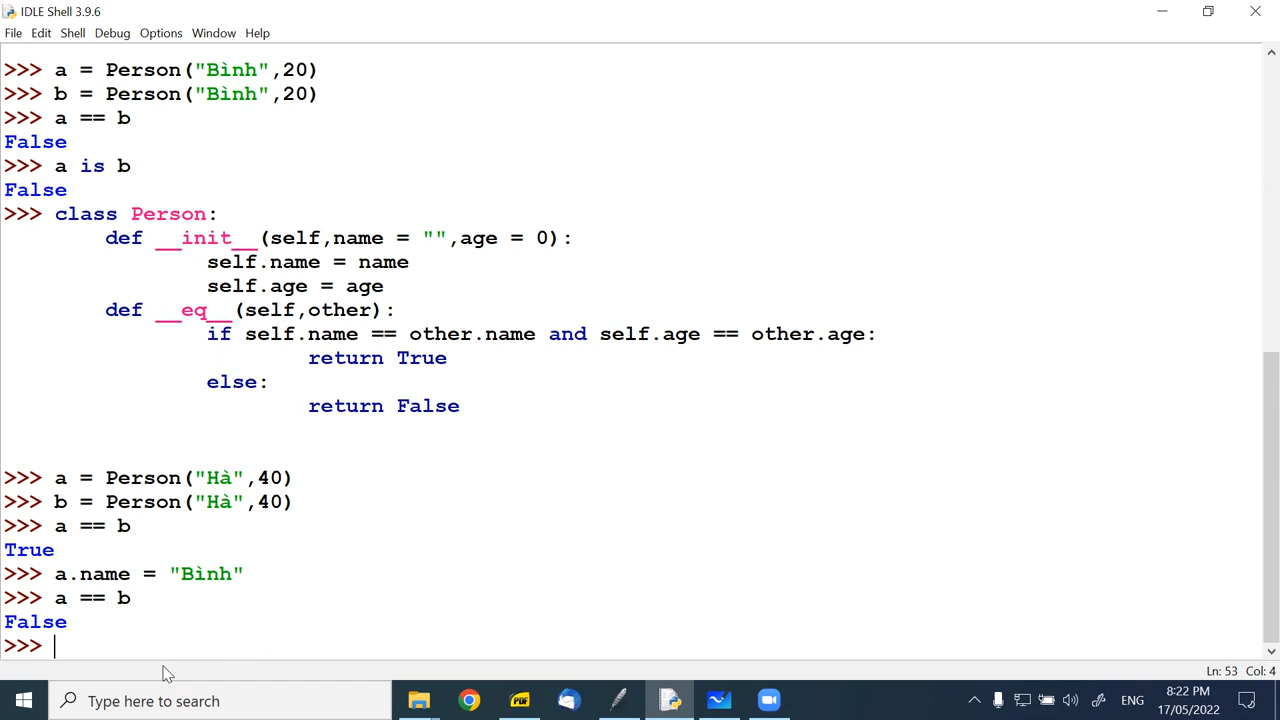 IDLE Shell 3.9.6
File Edit Shell Debug Options Window Help
>>> a = Person("Bình",20)
>>> b = Person("Bình",20)
>>> a == b
False
>>> a is b
False
>>> class Person:
        def __init__(self,name = "",age = 0):
                self.name = name
                self.age = age
        def __eq__(self,other):
                if self.name == other.name and self.age == other.age:
                        return True
                else:
                        return False
>>> a = Person("Hà",40)
>>> b = Person("Hà",40)
>>> a == b
True
>>> a.name = "Bình"
>>> a == b
False
>>>
Ln: 53 Col: 4
Type here to search
PDF
ENG
8:22 PM
17/05/2022